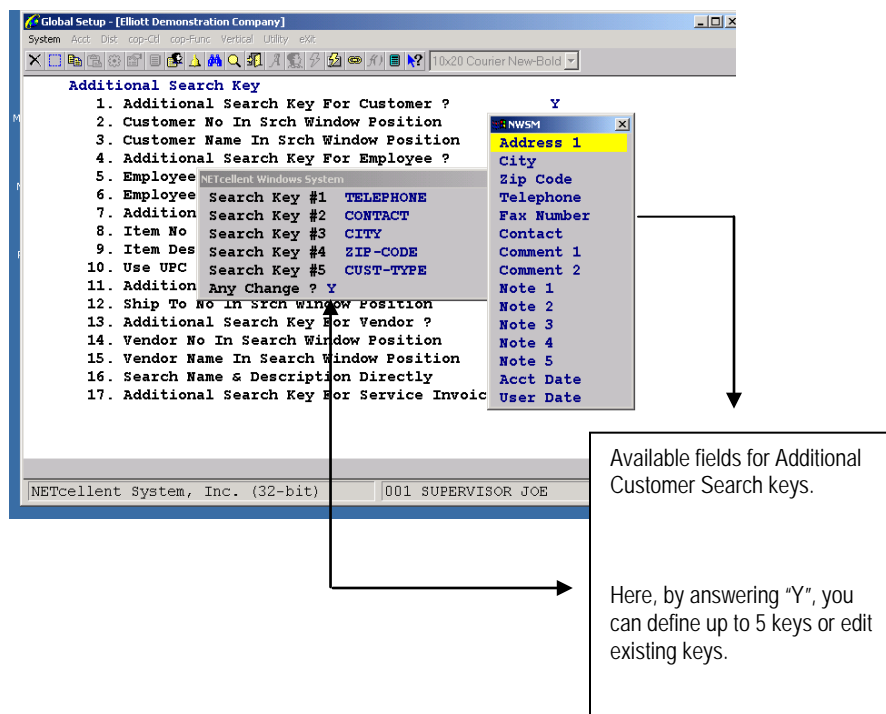 Global Setup - [Elliott Demonstration Company]
System Acct Dist cop-Ctl cop-Func Vertical Utility eXit
10x20 Courier New-Bold
Additional Search Key
1. Additional Search Key For Customer ? Y
2. Customer No In Srch Window Position
3. Customer Name In Srch Window Position
4. Additional Search Key For Employee ?
5. Employee
6. Employee
7. Addition
8. Item No
9. Item Des
10. Use UPC
11. Addition
12. Ship To No In Srch Window Position
13. Additional Search Key For Vendor ?
14. Vendor No In Search Window Position
15. Vendor Name In Search Window Position
16. Search Name & Description Directly
17. Additional Search Key For Service Invoic
NETcellent Windows System
Search Key #1 TELEPHONE
Search Key #2 CONTACT
Search Key #3 CITY
Search Key #4 ZIP-CODE
Search Key #5 CUST-TYPE
Any Change ? Y
NWSM
Address 1
City
Zip Code
Telephone
Fax Number
Contact
Comment 1
Comment 2
Note 1
Note 2
Note 3
Note 4
Note 5
Acct Date
User Date
NETcellent System, Inc. (32-bit)
001 SUPERVISOR JOE
Available fields for Additional
Customer Search keys.
Here, by answering “Y”, you
can define up to 5 keys or edit
existing keys.